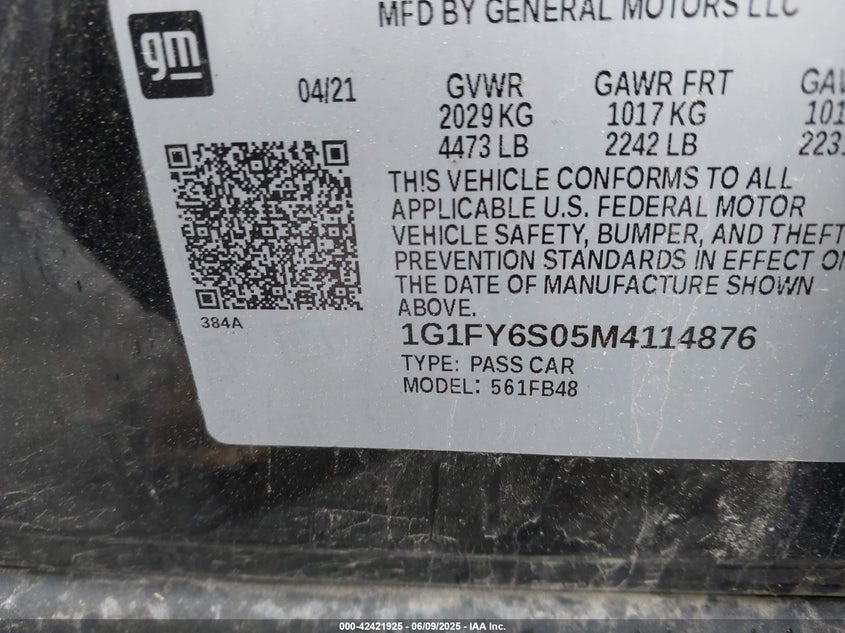 MFD BY GENERAL MOTORS LLC
gm
04/21 GVWR GAWR FRT
2029 KG 1017 KG
4473 LB 2242 LB
THIS VEHICLE CONFORMS TO ALL
APPLICABLE U.S. FEDERAL MOTOR
VEHICLE SAFETY, BUMPER, AND THEFT
PREVENTION STANDARDS IN EFFECT ON
THE DATE OF MANUFACTURE SHOWN
ABOVE.
384A
1G1FY6S05M4114876
TYPE: PASS CAR
MODEL: 561FB48
000-42421925 - 06/09/2025 - IAA Inc.